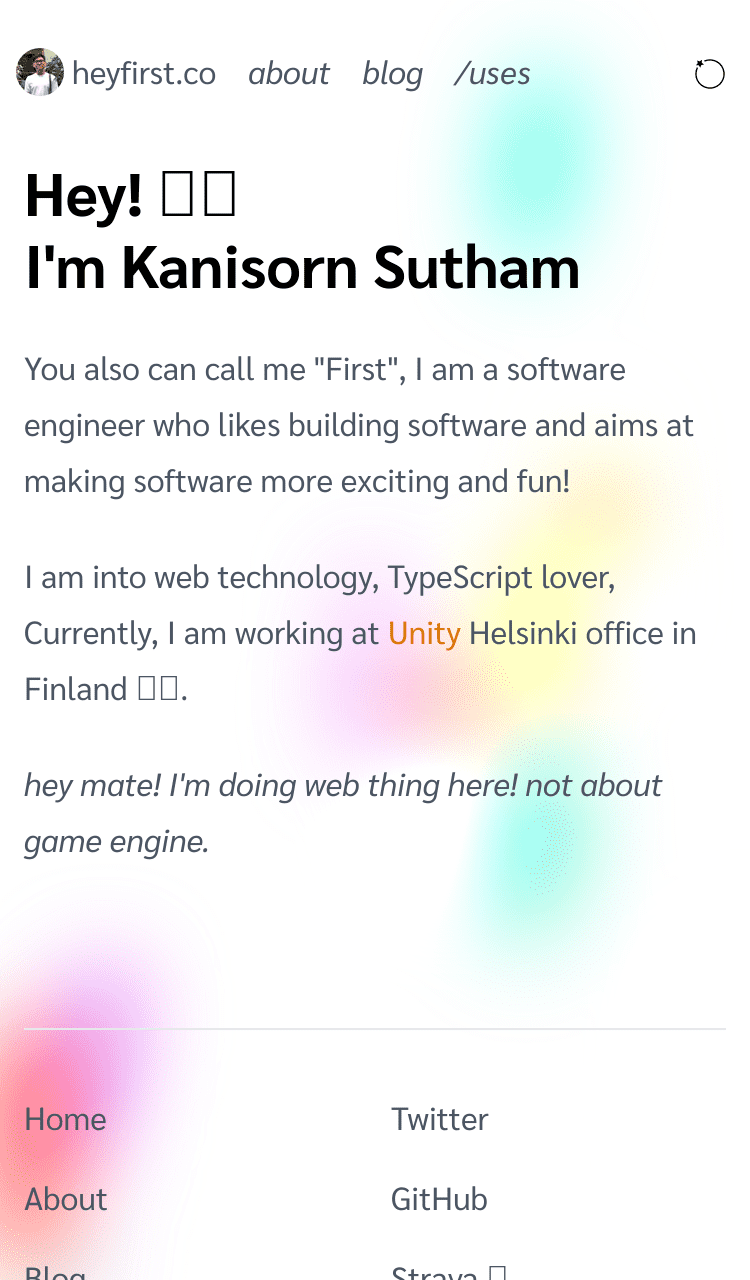 heyfirst.co about blog /uses
Hey! 
I'm Kanisorn Sutham
You also can call me "First", I am a software
engineer who likes building software and aims at
making software more exciting and fun!
I am into web technology, TypeScript lover,
Currently, I am working at Unity Helsinki office in
Finland .
hey mate! I'm doing web thing here! not about
game engine.
Home Twitter
About GitHub
Blog Strava